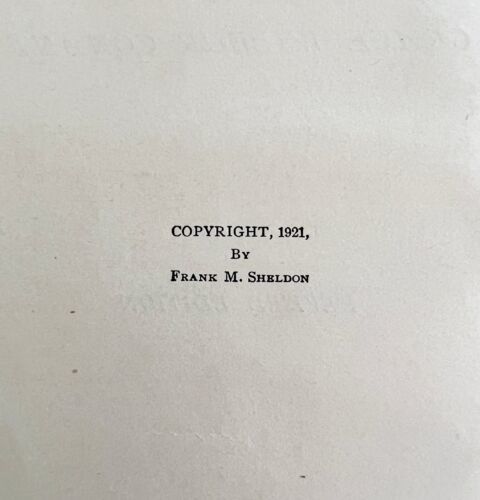 COPYRIGHT, 1921,
BY
FRANK M. SHELDON